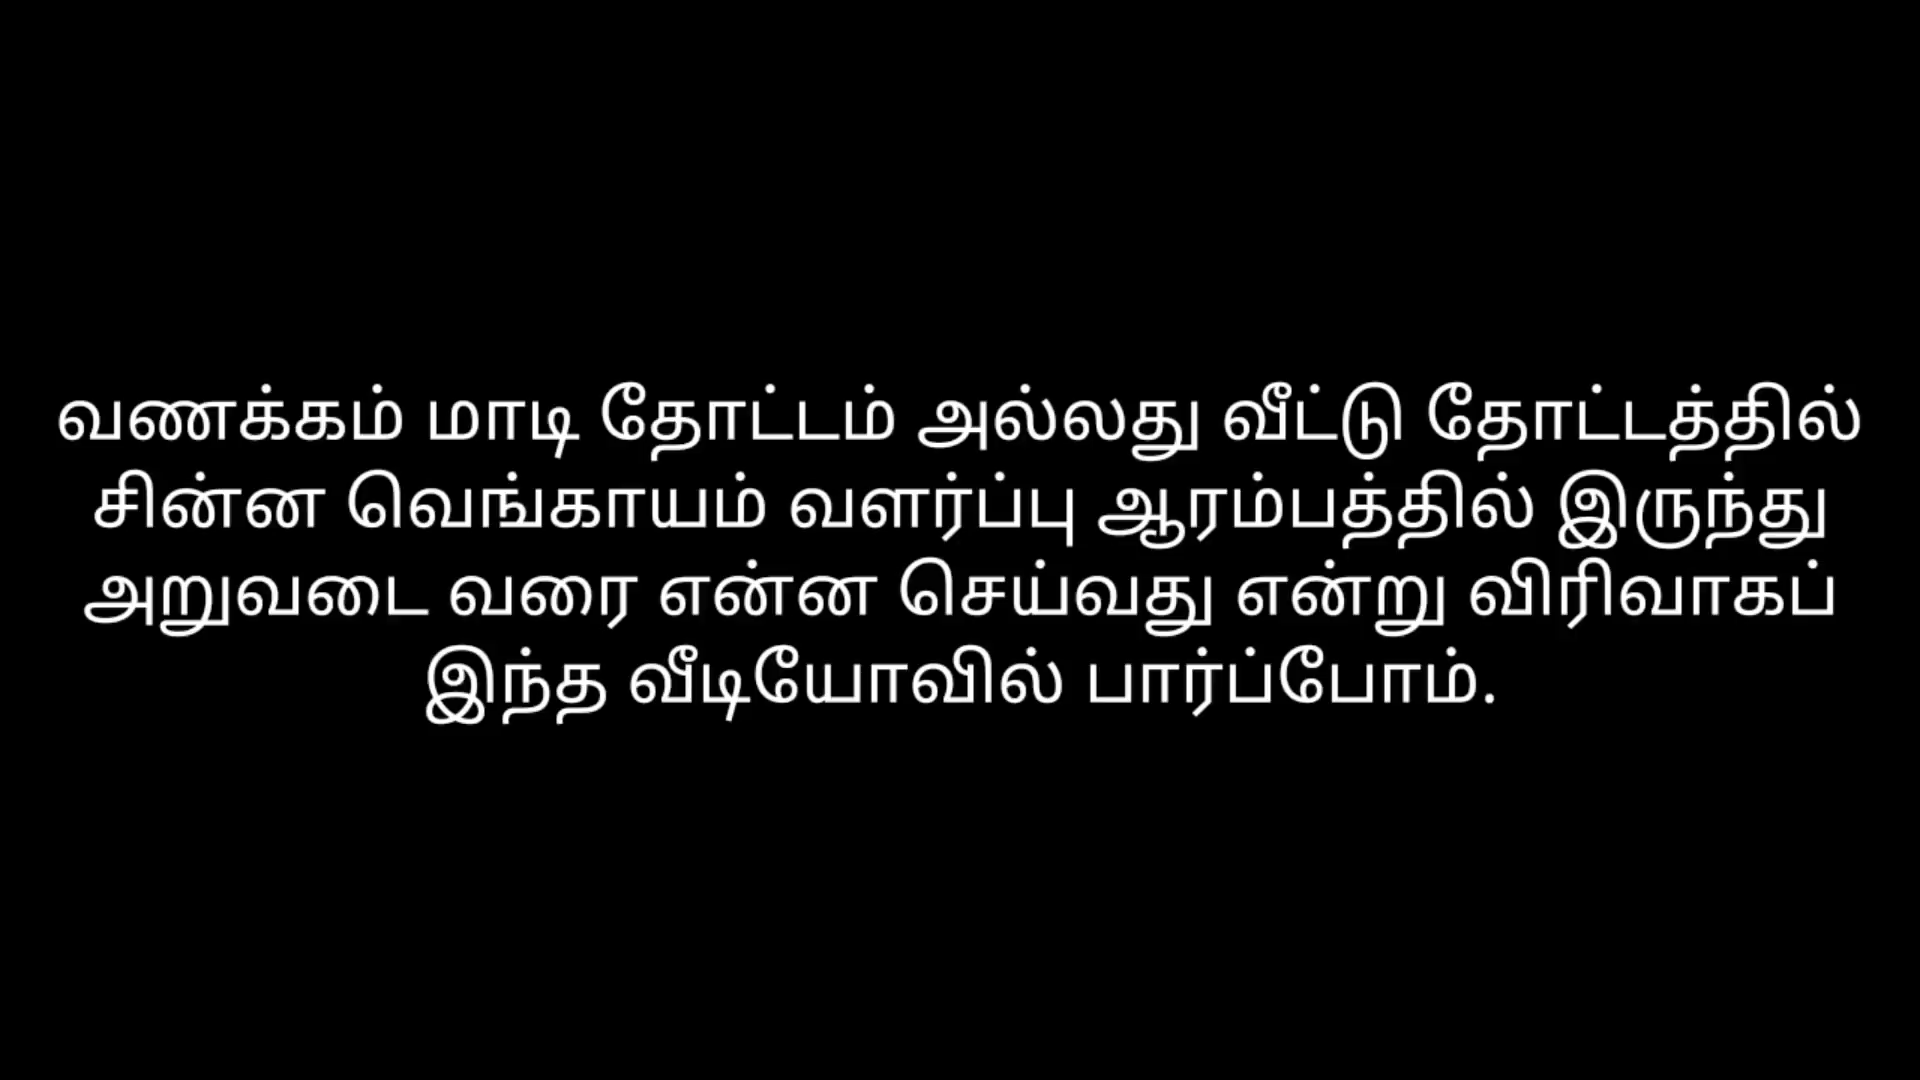 வணக்கம் மாடி தோட்டம் அல்லது வீட்டு தோட்டத்தில்
சின்ன வெங்காயம் வளர்ப்பு ஆரம்பத்தில் இருந்து
அறுவடை வரை என்ன செய்வது என்று விரிவாகப்
இந்த வீடியோவில் பார்ப்போம்.